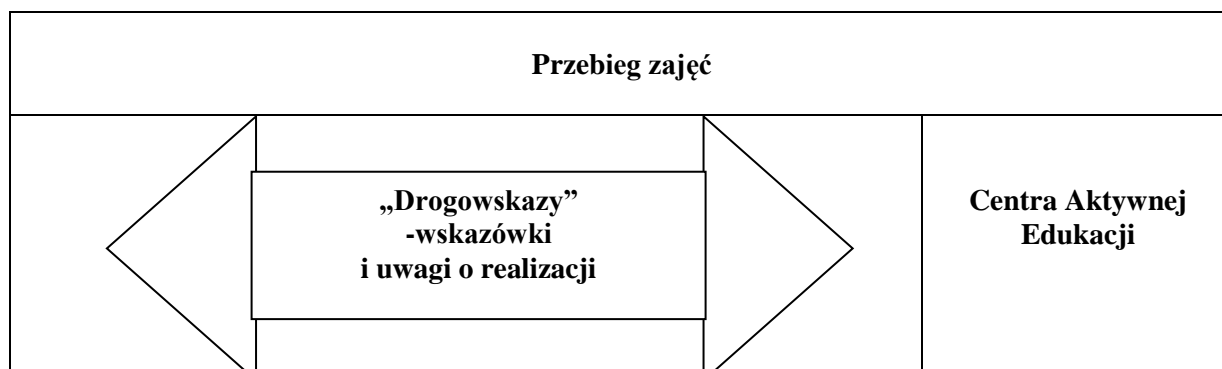 Przebieg zajęć
„Drogowskazy”
-wskazówki
i uwagi o realizacji
Centra Aktywnej
Edukacji